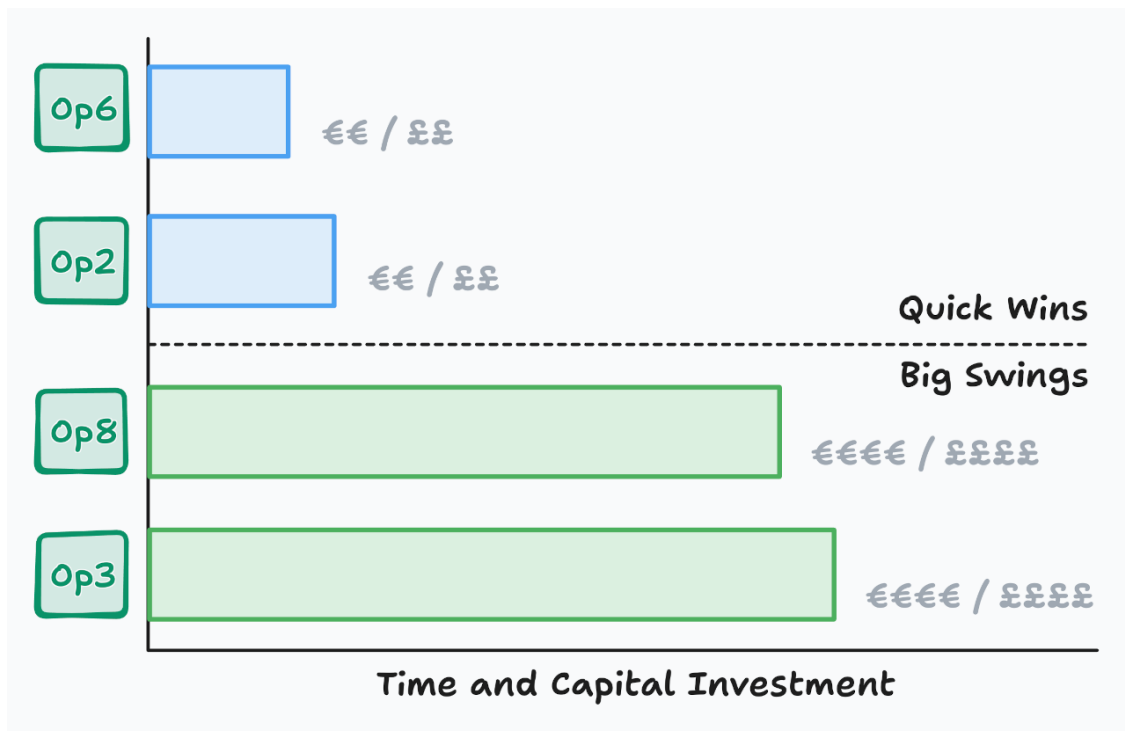 Op6
€€ / ££
Op2
€€ / ££
Quick Wins
Big Swings
Op8
€€€€ / ££££
Op3
€€€€ / ££££
Time and Capital Investment